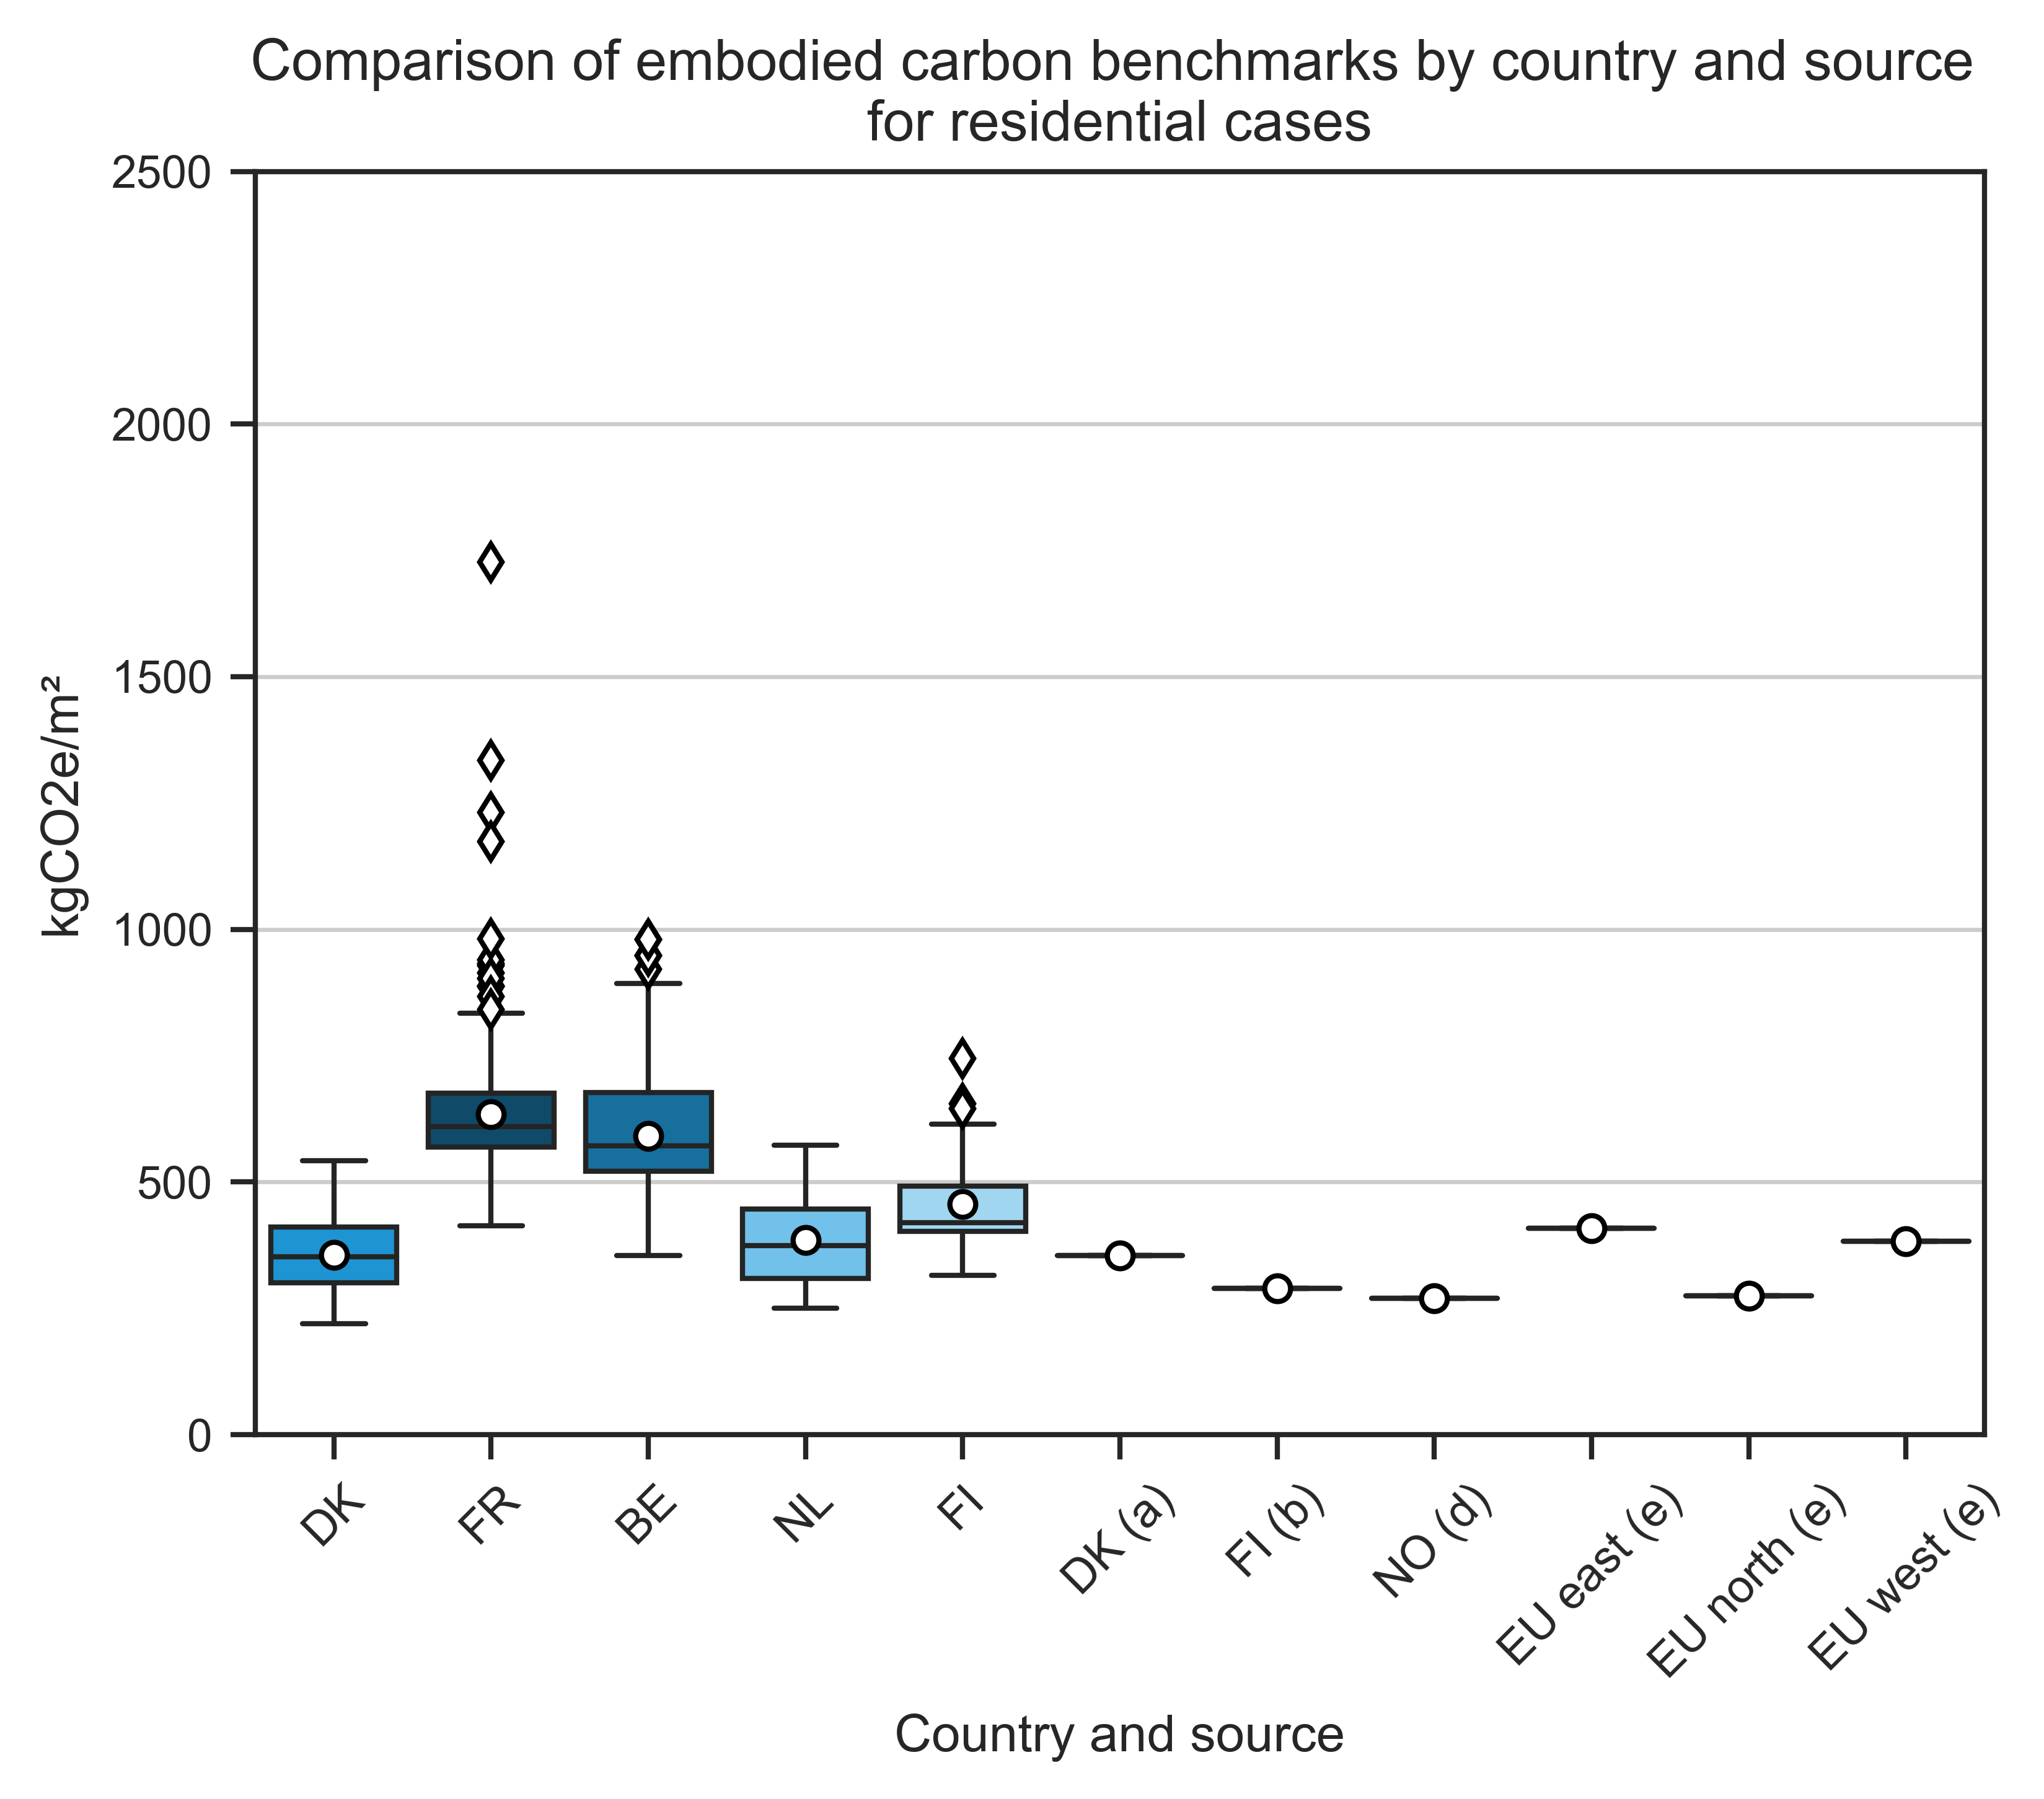 Comparison of embodied carbon benchmarks by country and source
for residential cases
2500
2000
1500
1000
500
0
kgCO2e/m²
DK
FR
BE
NL
FI
DK (a)
FI (b)
NO (d)
EU east (e)
EU north (e)
EU west (e)
Country and source